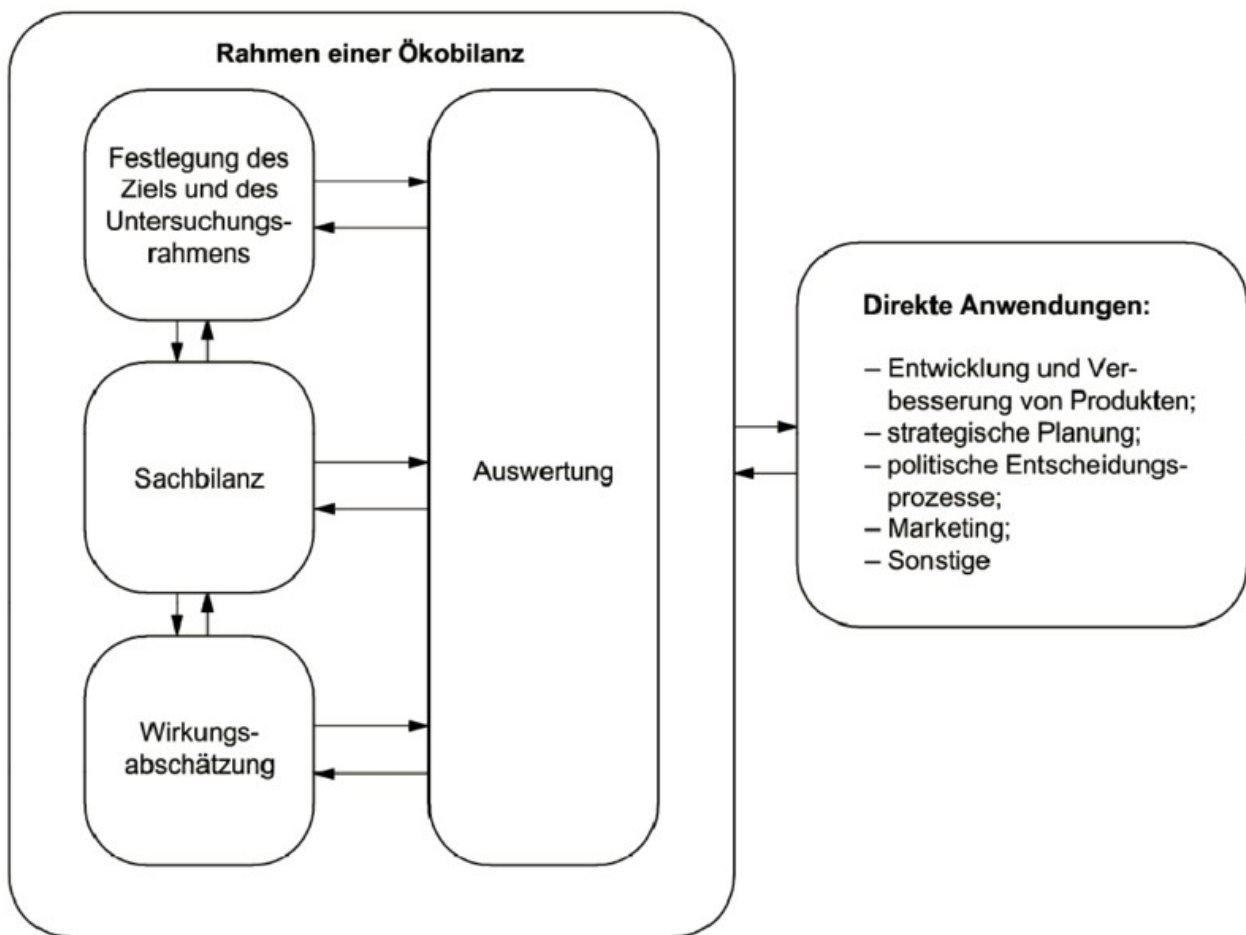 Rahmen einer Ökobilanz
Festlegung des
Ziels und des
Untersuchungs-
rahmens
Sachbilanz
Wirkungs-
abschätzung
Auswertung
Direkte Anwendungen:
– Entwicklung und Ver-
besserung von Produkten;
– strategische Planung;
– politische Entscheidungs-
prozesse;
– Marketing;
– Sonstige